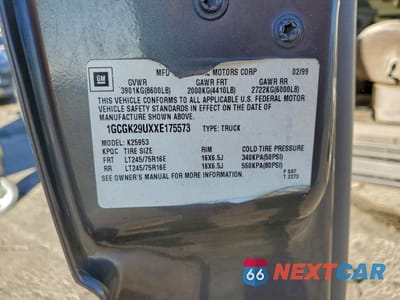 GM
MFD
MOTORS CORP
02/99
GVWR GAWR FRT GAWR RR
3901KG(8600LB) 2000KG(4410LB) 2722KG(6000LB)
THIS VEHICLE CONFORMS TO ALL APPLICABLE U.S. FEDERAL MOTOR
VEHICLE SAFETY STANDARDS IN EFFECT ON THE DATE OF
MANUFACTURE SHOWN ABOVE.
1GCGK29UXXE175573 TYPE: TRUCK
MODEL: K25953
KPQC TIRE SIZE RIM COLD TIRE PRESSURE
FRT LT245/75R16E 16X6.5J 340KPA(50PSI)
RR LT245/75R16E 16X6.5J 550KPA(80PSI)
SEE OWNER'S MANUAL FOR MORE INFORMATION.
66 NEXTCAR